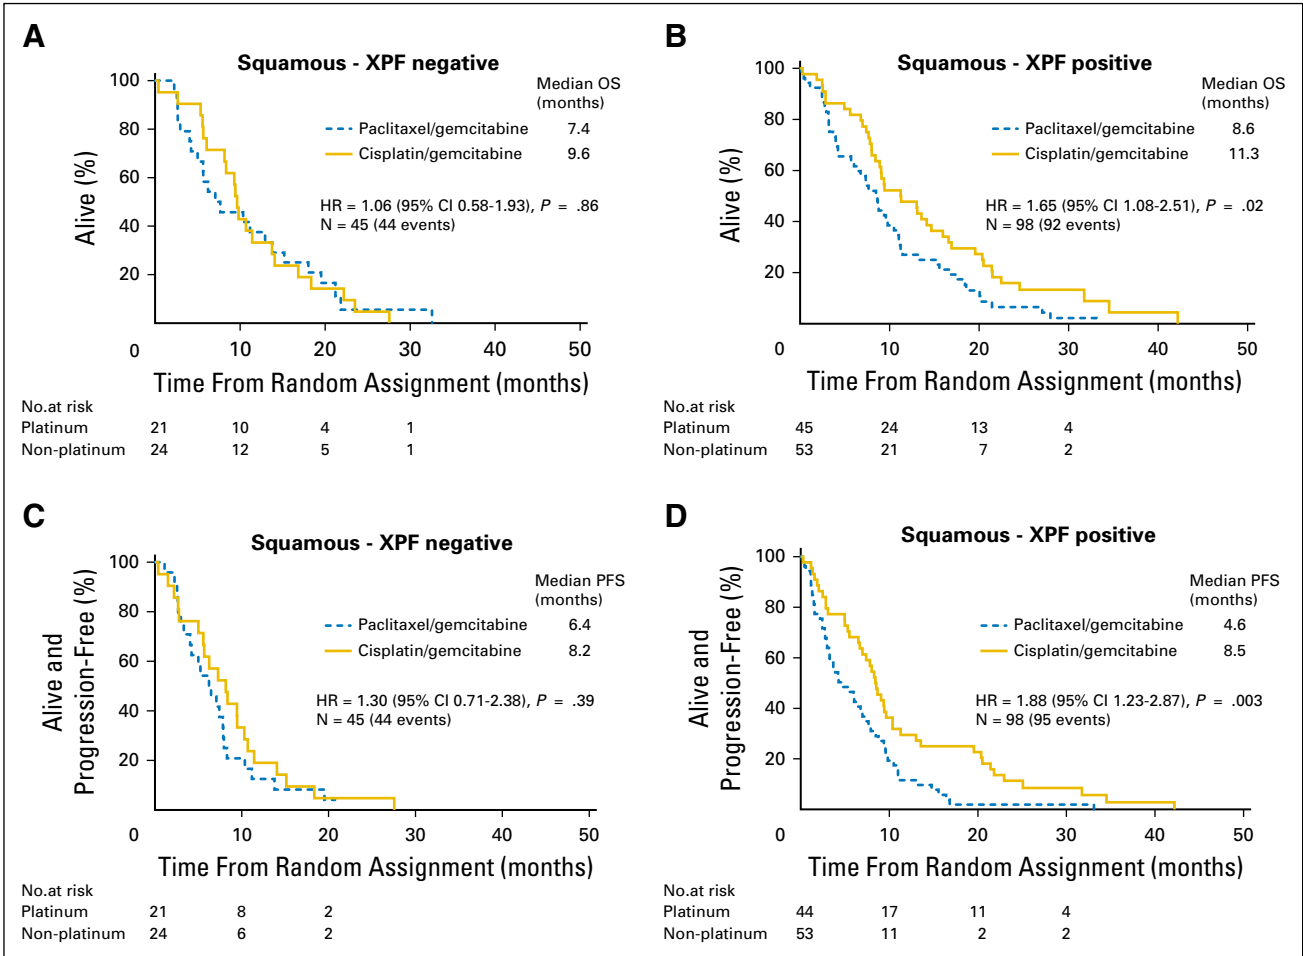 A
Squamous - XPF negative
Median OS
(months)
Paclitaxel/gemcitabine 7.4
Cisplatin/gemcitabine 9.6
HR = 1.06 (95% CI 0.58-1.93), P = .86
N = 45 (44 events)
Alive (%)
100
80
60
40
20
0 10 20 30 40 50
Time From Random Assignment (months)
No.at risk
Platinum 21 10 4 1
Non-platinum 24 12 5 1
B
Squamous - XPF positive
Median OS
(months)
Paclitaxel/gemcitabine 8.6
Cisplatin/gemcitabine 11.3
HR = 1.65 (95% CI 1.08-2.51), P = .02
N = 98 (92 events)
Alive (%)
100
80
60
40
20
0 10 20 30 40 50
Time From Random Assignment (months)
No.at risk
Platinum 45 24 13 4
Non-platinum 53 21 7 2
C
Squamous - XPF negative
Median PFS
(months)
Paclitaxel/gemcitabine 6.4
Cisplatin/gemcitabine 8.2
HR = 1.30 (95% CI 0.71-2.38), P = .39
N = 45 (44 events)
Alive and
Progression-Free (%)
100
80
60
40
20
0 10 20 30 40 50
Time From Random Assignment (months)
No.at risk
Platinum 21 8 2
Non-platinum 24 6 2
D
Squamous - XPF positive
Median PFS
(months)
Paclitaxel/gemcitabine 4.6
Cisplatin/gemcitabine 8.5
HR = 1.88 (95% CI 1.23-2.87), P = .003
N = 98 (95 events)
Alive and
Progression-Free (%)
100
80
60
40
20
0 10 20 30 40 50
Time From Random Assignment (months)
No.at risk
Platinum 44 17 11 4
Non-platinum 53 11 2 2